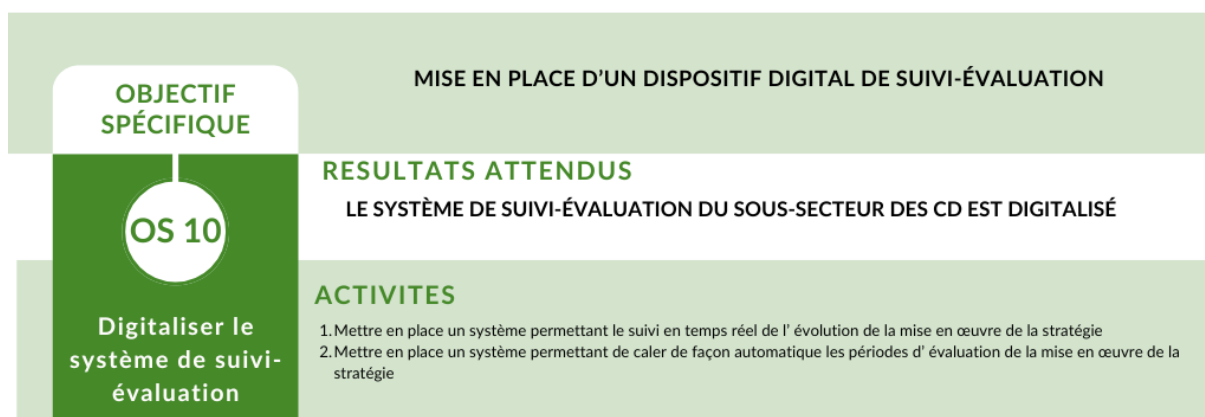 MISE EN PLACE D’UN DISPOSITIF DIGITAL DE SUIVI-ÉVALUATION
OBJECTIF
SPÉCIFIQUE
RESULTATS ATTENDUS
LE SYSTÈME DE SUIVI-ÉVALUATION DU SOUS-SECTEUR DES CD EST DIGITALISÉ
OS 10
Digitaliser le
système de suivi-
évaluation
ACTIVITES
1. Mettre en place un système permettant le suivi en temps réel de l’ évolution de la mise en œuvre de la stratégie
2. Mettre en place un système permettant de caler de façon automatique les périodes d’ évaluation de la mise en œuvre de la
stratégie